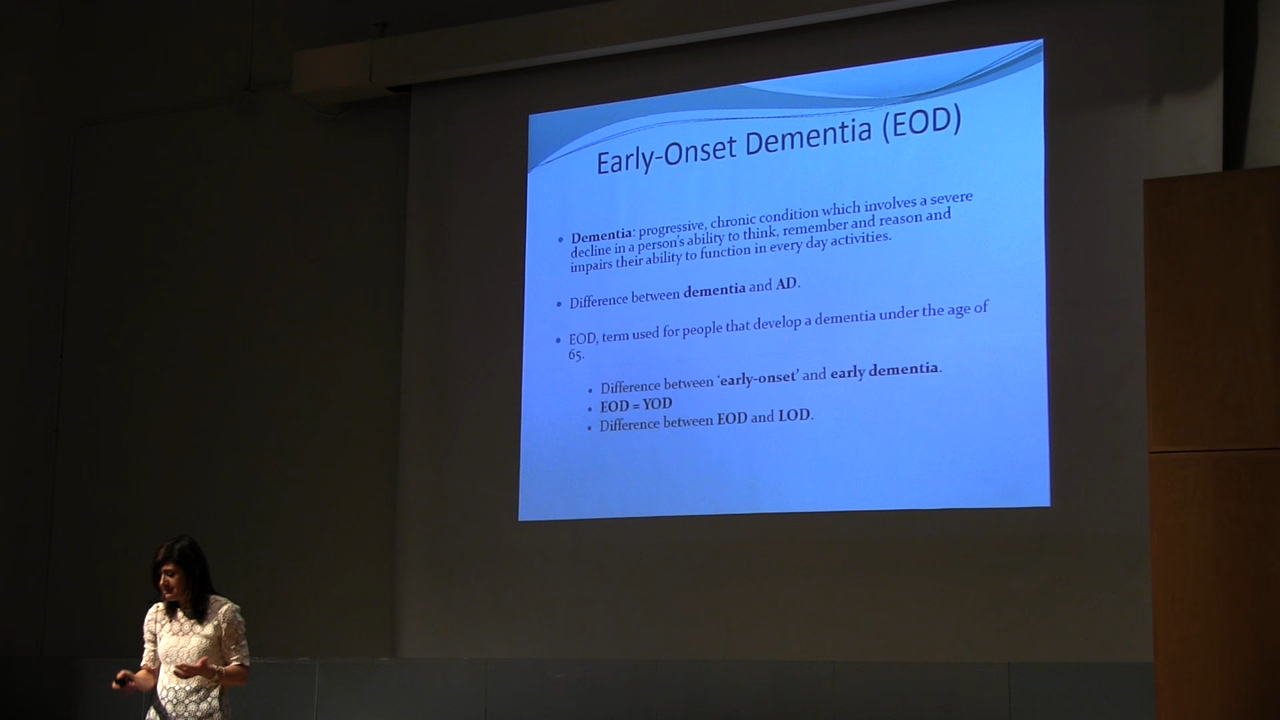 Early-Onset Dementia (EOD)
• Dementia: progressive, chronic condition which involves a severe
decline in a person's ability to think, remember and reason and
impairs their ability to function in every day activities.
• Difference between dementia and AD.
• EOD, term used for people that develop a dementia under the age of
65.
• Difference between 'early-onset' and early dementia.
• EOD = YOD
• Difference between EOD and LOD.